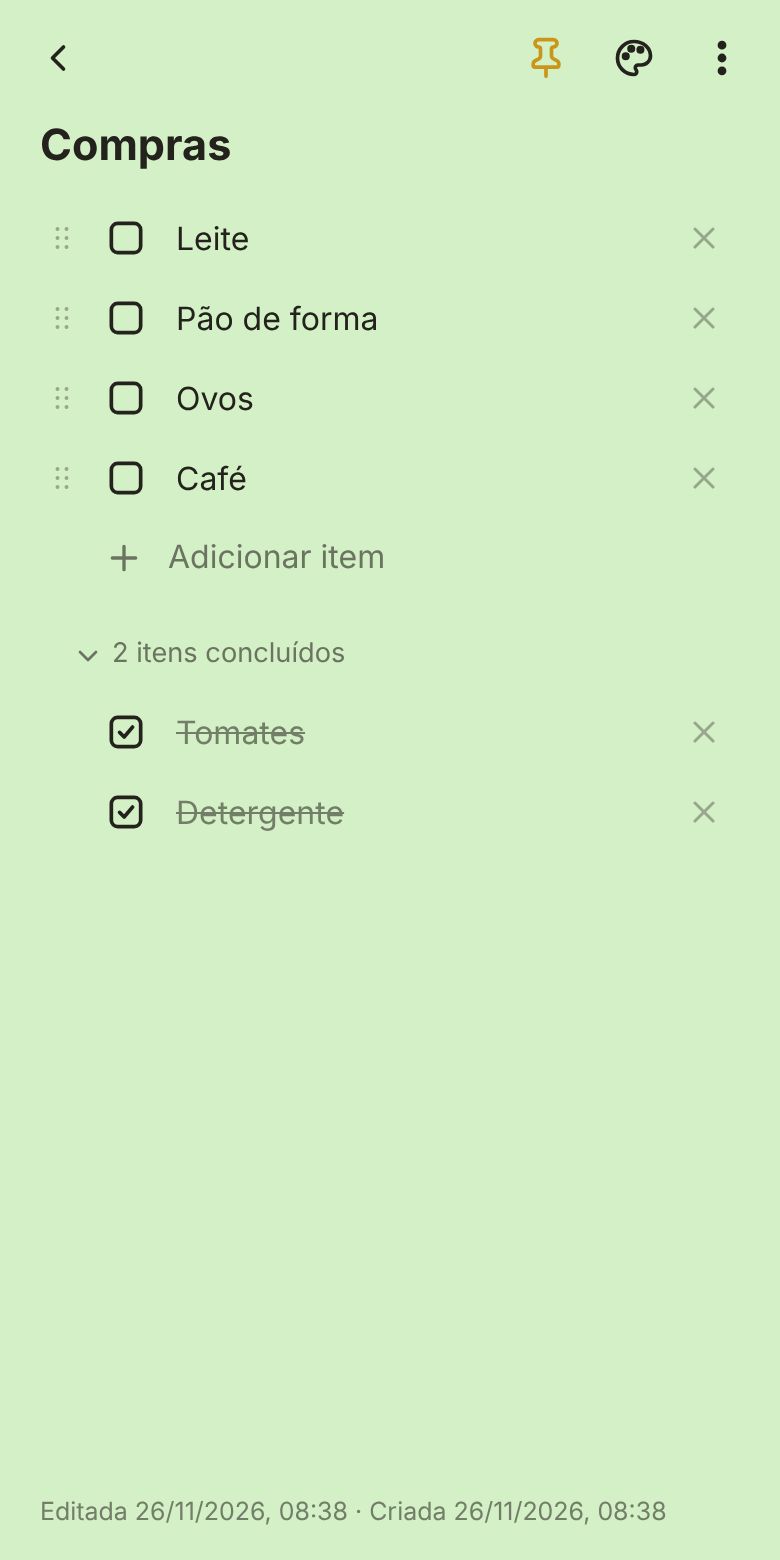 Compras
Leite
Pão de forma
Ovos
Café
Adicionar item
2 itens concluídos
Tomates
Detergente
Editada 26/11/2026, 08:38 · Criada 26/11/2026, 08:38